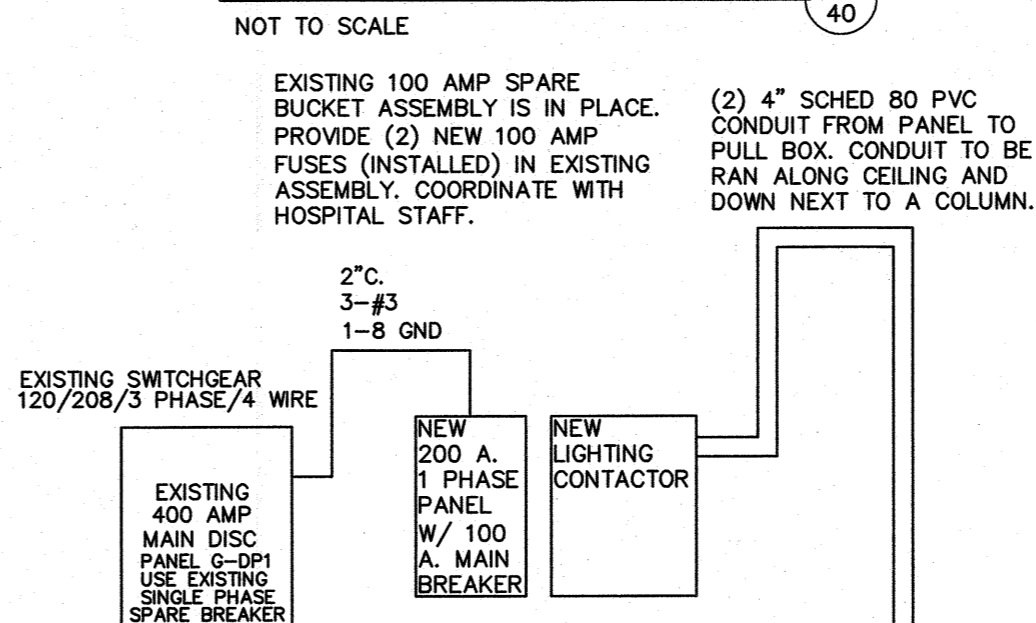 40
NOT TO SCALE
EXISTING 100 AMP SPARE
BUCKET ASSEMBLY IS IN PLACE.
PROVIDE (2) NEW 100 AMP
FUSES (INSTALLED) IN EXISTING
ASSEMBLY. COORDINATE WITH
HOSPITAL STAFF.
(2) 4" SCHED 80 PVC
CONDUIT FROM PANEL TO
PULL BOX. CONDUIT TO BE
RAN ALONG CEILING AND
DOWN NEXT TO A COLUMN.
2"C.
3-#3
1-8 GND
EXISTING SWITCHGEAR
120/208/3 PHASE/4 WIRE
EXISTING
400 AMP
MAIN DISC
PANEL G-DP1
USE EXISTING
SINGLE PHASE
SPARE BREAKER
NEW
200 A.
1 PHASE
PANEL
W/ 100
A. MAIN
BREAKER
NEW
LIGHTING
CONTACTOR